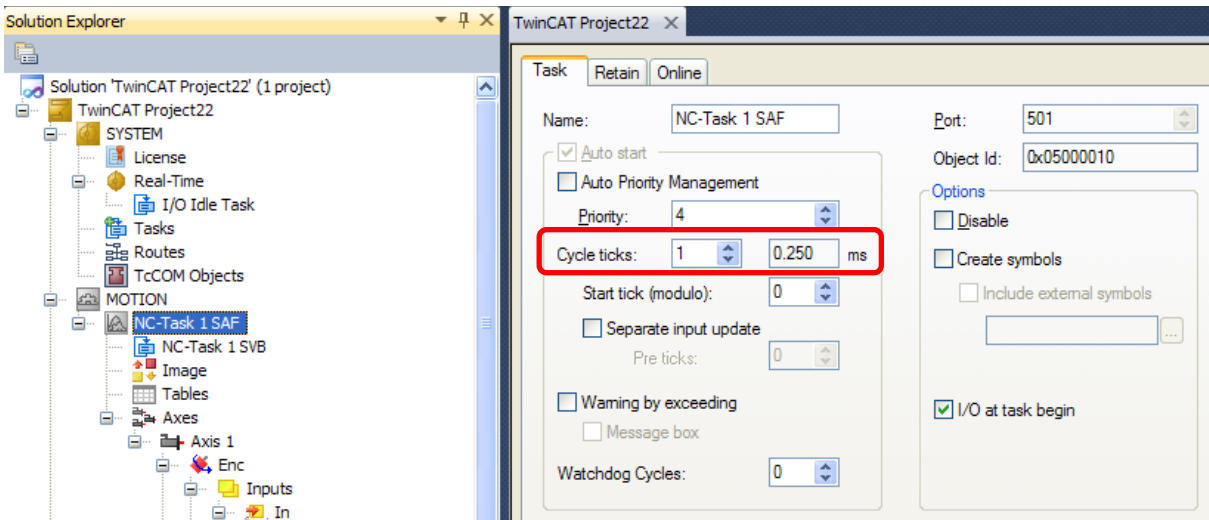 Solution Explorer
Solution 'TwinCAT Project22' (1 project)
TwinCAT Project22
SYSTEM
License
Real-Time
I/O Idle Task
Tasks
Routes
TcCOM Objects
MOTION
NC-Task 1 SAF
NC-Task 1 SVB
Image
Tables
Axes
Axis 1
Enc
Inputs
In
TwinCAT Project22
Task Retain Online
Name: NC-Task 1 SAF
Auto start
Auto Priority Management
Priority: 4
Cycle ticks: 1 0.250 ms
Start tick (modulo): 0
Separate input update
Pre ticks: 0
Warning by exceeding
Message box
Watchdog Cycles: 0
Port: 501
Object Id: 0x05000010
Options
Disable
Create symbols
Include external symbols
...
I/O at task begin